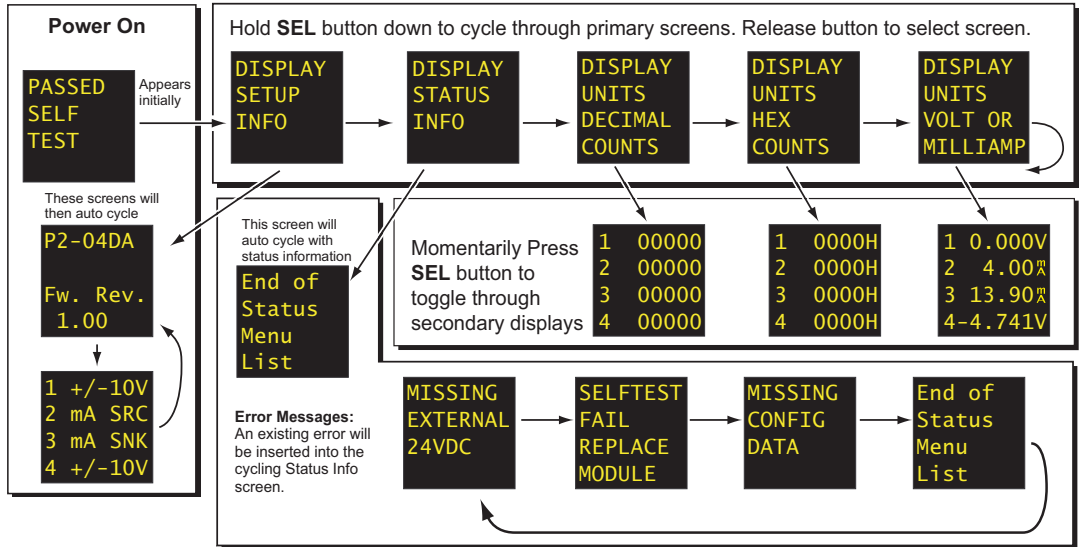 Power On
PASSED
SELF
TEST
Appears
initially
These screens will
then auto cycle
P2-04DA
Fw. Rev.
1.00
1 +/-10V
2 mA SRC
3 mA SNK
4 +/-10V
Hold SEL button down to cycle through primary screens. Release button to select screen.
DISPLAY
SETUP
INFO
DISPLAY
STATUS
INFO
DISPLAY
UNITS
DECIMAL
COUNTS
DISPLAY
UNITS
HEX
COUNTS
DISPLAY
UNITS
VOLT OR
MILLIAMP
This screen will
auto cycle with
status information
End of
Status
Menu
List
Momentarily Press
SEL button to
toggle through
secondary displays
1 00000
2 00000
3 00000
4 00000
1 0000H
2 0000H
3 0000H
4 0000H
1 0.000V
2 4.00mA
3 13.90mA
4-4.741V
Error Messages:
An existing error will
be inserted into the
cycling Status Info
screen.
MISSING
EXTERNAL
24VDC
SELFTEST
FAIL
REPLACE
MODULE
MISSING
CONFIG
DATA
End of
Status
Menu
List